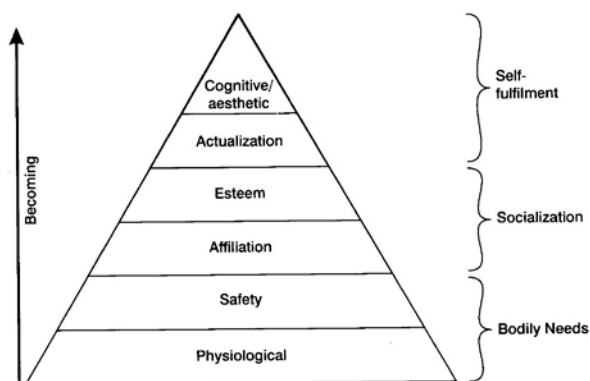 Becoming
Cognitive/
aesthetic
Actualization
Esteem
Affiliation
Safety
Physiological
Self-
fulfilment
Socialization
Bodily Needs